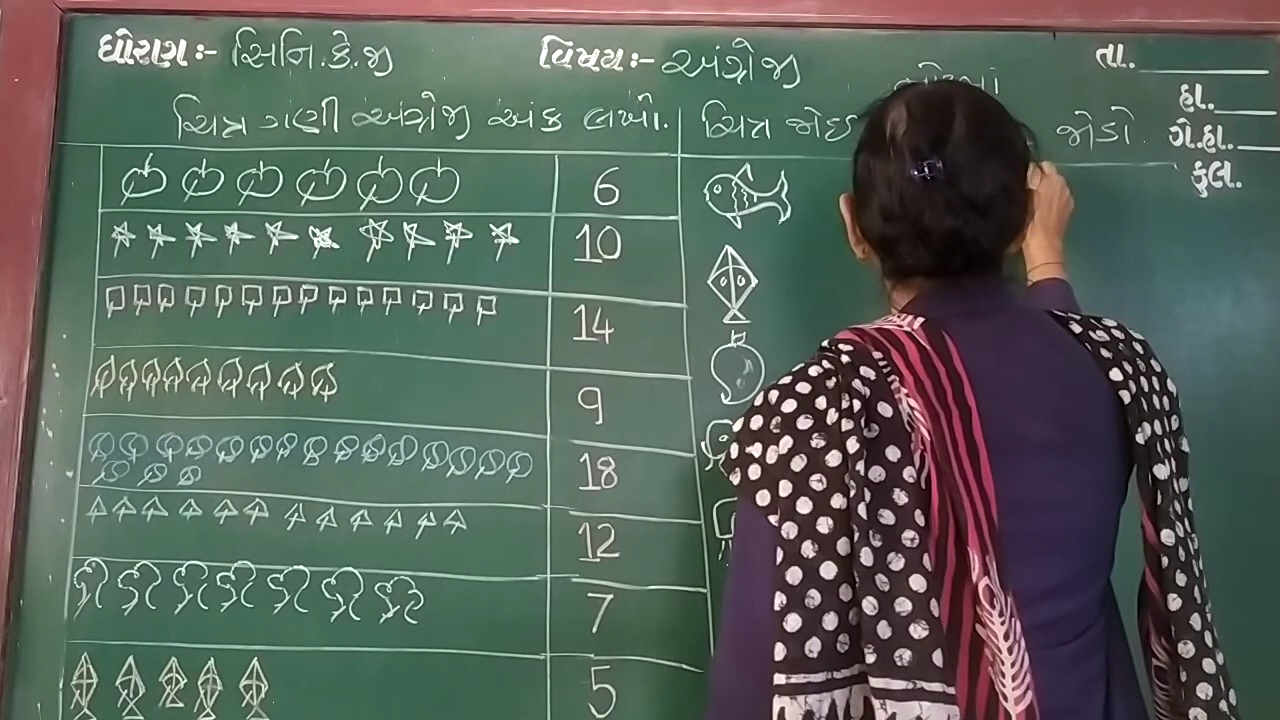 ધોરણ:- સિનિ.કે.જી
વિષય:- અંગ્રેજી
તા.
હા.
ગે.હા.
કુલ.
ચિત્ર ગણી અંગ્રેજી અંક લખો.
ચિત્ર જોઈ જોડો.
6
10
14
9
18
12
7
5